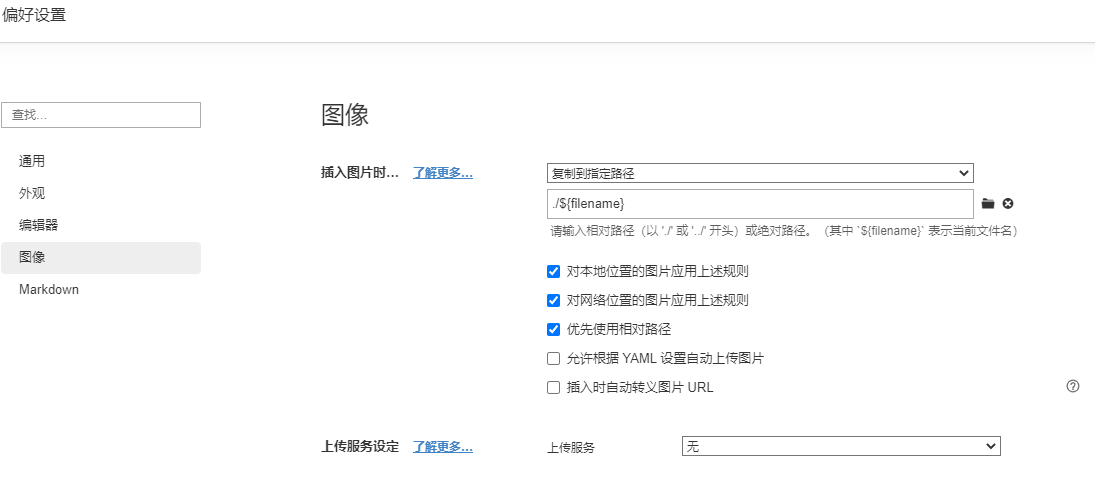 偏好设置
查找...
通用
外观
编辑器
图像
Markdown
图像
插入图片时... 了解更多... 复制到指定路径
./${filename}
请输入相对路径（以 './' 或 '../' 开头）或绝对路径。（其中 `${filename}` 表示当前文件名）
对本地位置的图片应用上述规则
对网络位置的图片应用上述规则
优先使用相对路径
允许根据 YAML 设置自动上传图片
插入时自动转义图片 URL
上传服务设定 了解更多... 上传服务 无